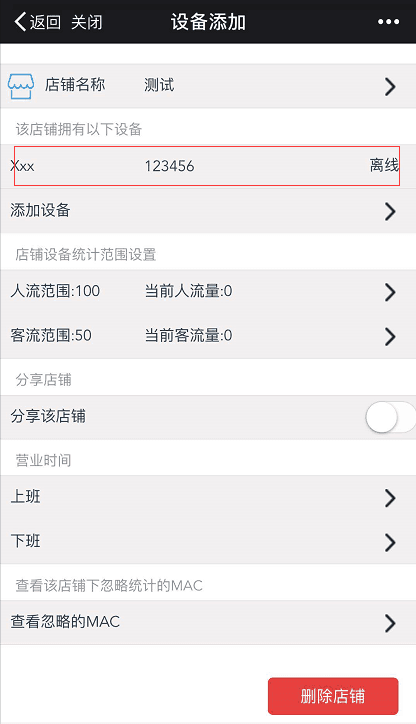 返回 关闭 设备添加
店铺名称 测试
该店铺拥有以下设备
Xxx 123456 离线
添加设备
店铺设备统计范围设置
人流范围:100 当前人流量:0
客流范围:50 当前客流量:0
分享店铺
分享该店铺
营业时间
上班
下班
查看该店铺下忽略统计的MAC
查看忽略的MAC
删除店铺